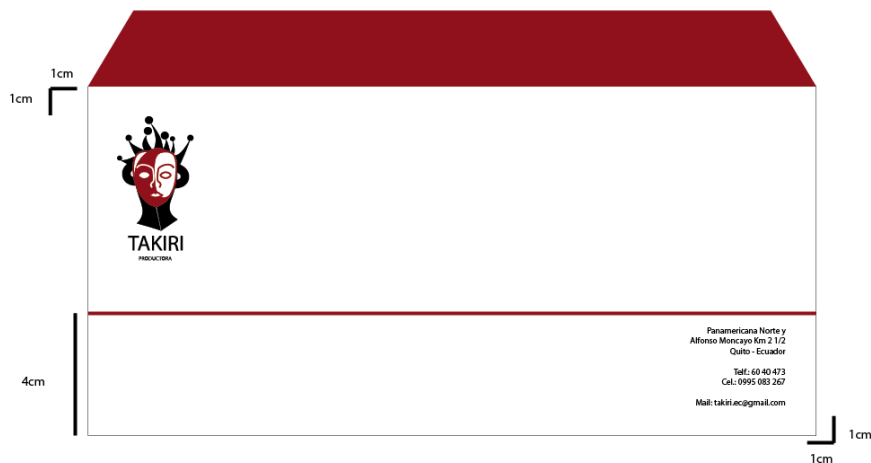 1cm
1cm
TAKIRI
PRODUCTORA
4cm
Panamericana Norte y
Alfonso Moncayo Km 2 1/2
Quito - Ecuador
Telf.: 60 40 473
Cel.: 0995 083 267
Mail: takiri.ec@gmail.com
1cm
1cm